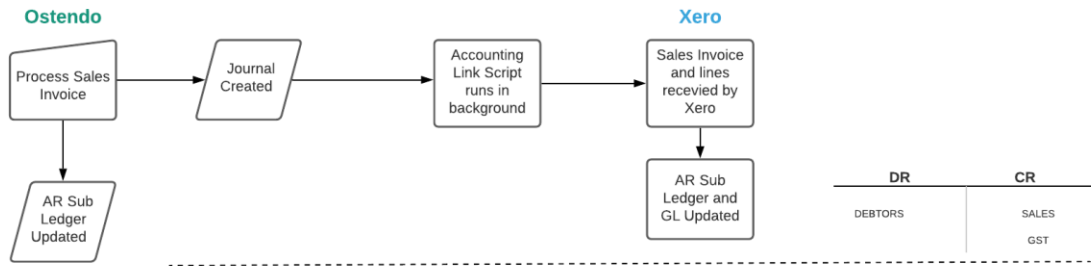 Ostendo
Xero
Process Sales
Invoice
Journal
Created
Accounting
Link Script
runs in
background
Sales Invoice
and lines
recevied by
Xero
AR Sub
Ledger
Updated
AR Sub
Ledger and
GL Updated
DR CR
DEBTORS SALES
GST